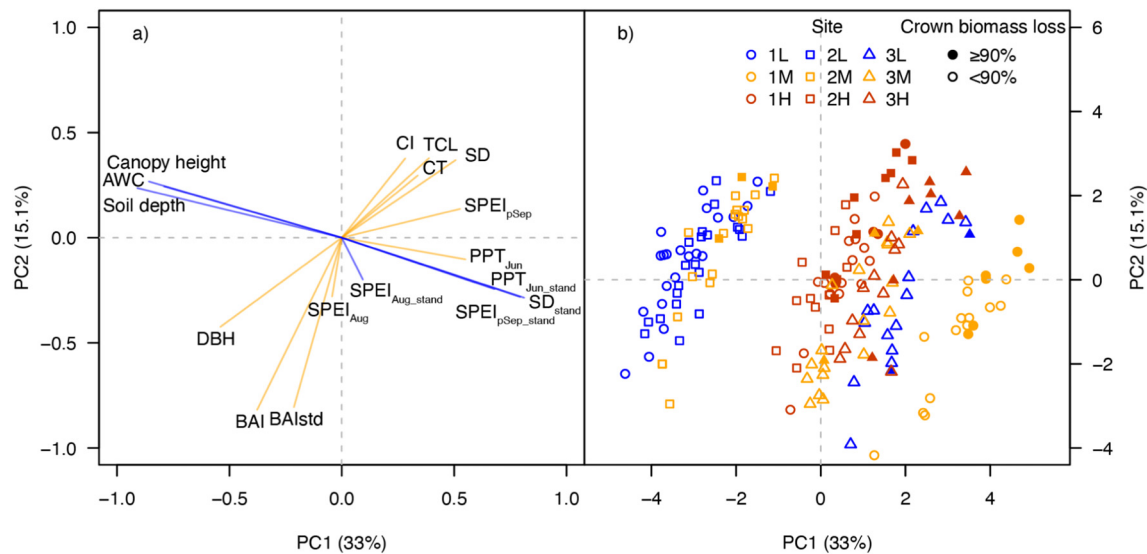 a)
1.0
0.5
0.0
−0.5
−1.0
PC2 (15.1%)
CI
TCL
CT
SD
Canopy height
AWC
Soil depth
SPEIpSep
PPTJun
PPTJun_stand
SPEIAug_stand
SDstand
SPEIpSep_stand
SPEIAug
DBH
BAI
BAIstd
−1.0
−0.5
0.0
0.5
1.0
PC1 (33%)
b)
Site
Crown biomass loss
1L 2L 3L ≥90%
1M 2M 3M <90%
1H 2H 3H
6
4
2
0
−2
−4
PC2 (15.1%)
−4
−2
0
2
4
PC1 (33%)